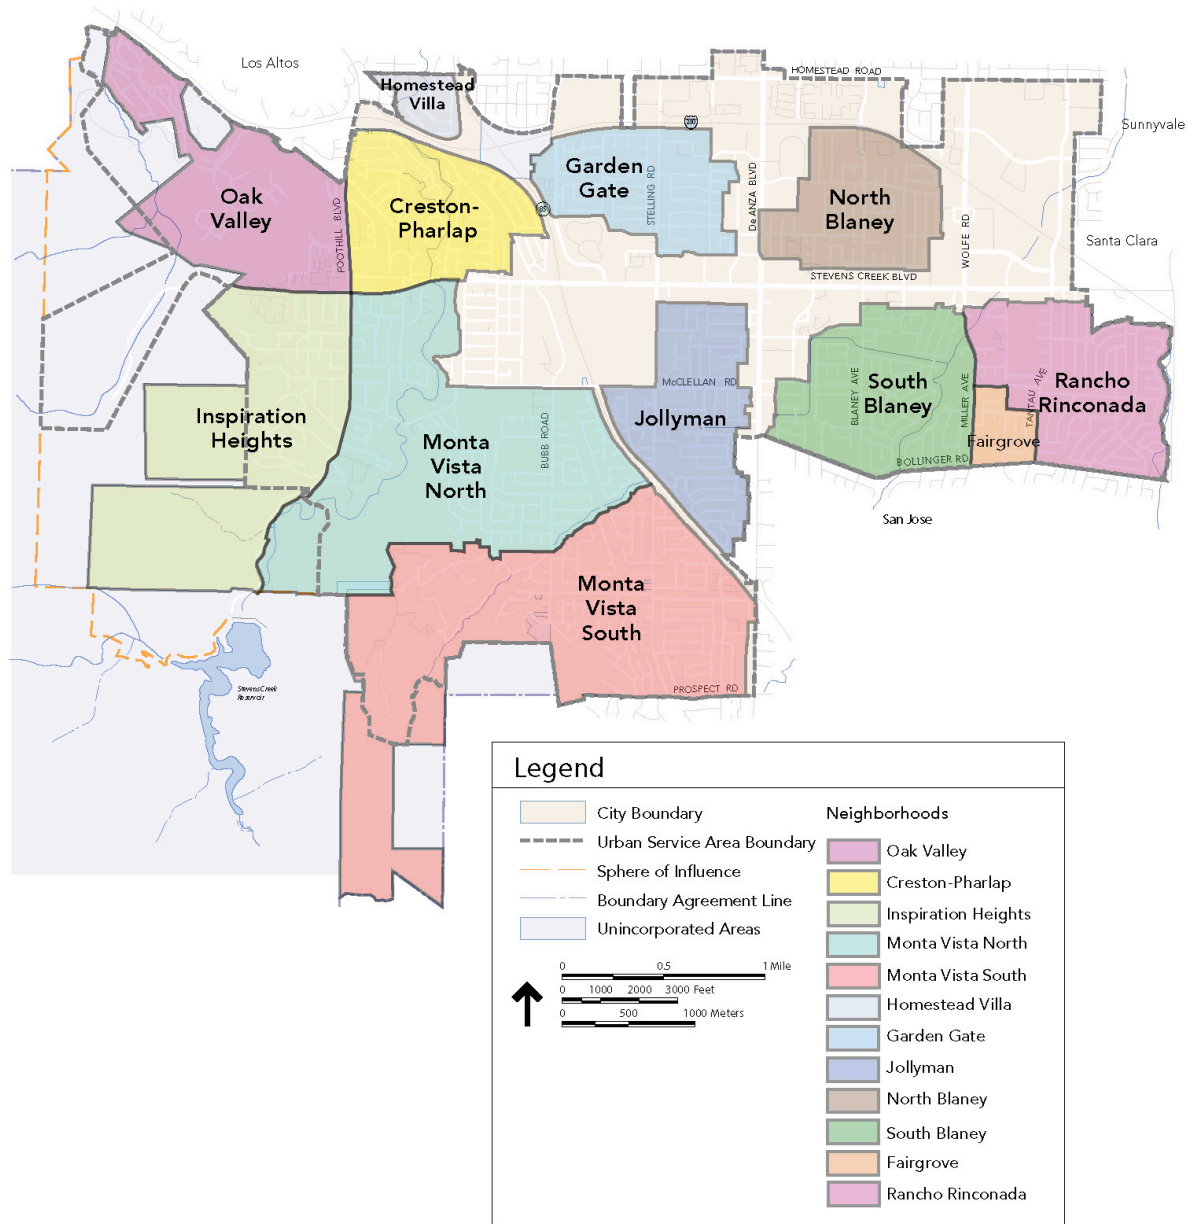 Los Altos
HOMESTEAD ROAD
Homestead
Villa
280
Sunnyvale
Garden
Gate
STELLING RD
De ANZA BLVD
Oak
Valley
FOOTHILL BLVD
Creston-
Pharlap
85
North
Blaney
WOLFE RD
Santa Clara
STEVENS CREEK BLVD
McCLELLAN RD
Jollyman
BLANEY AVE
South
Blaney
MILLER AVE
TANTAU AVE
Rancho
Rinconada
Inspiration
Heights
Monta
Vista
North
BUBB ROAD
Fairgrove
BOLLINGER RD
San Jose
Monta
Vista
South
Stevens Creek
Reservoir
PROSPECT RD
Legend
City Boundary
Urban Service Area Boundary
Sphere of Influence
Boundary Agreement Line
Unincorporated Areas
0 0.5 1 Mile
0 1000 2000 3000 Feet
0 500 1000 Meters
Neighborhoods
Oak Valley
Creston-Pharlap
Inspiration Heights
Monta Vista North
Monta Vista South
Homestead Villa
Garden Gate
Jollyman
North Blaney
South Blaney
Fairgrove
Rancho Rinconada